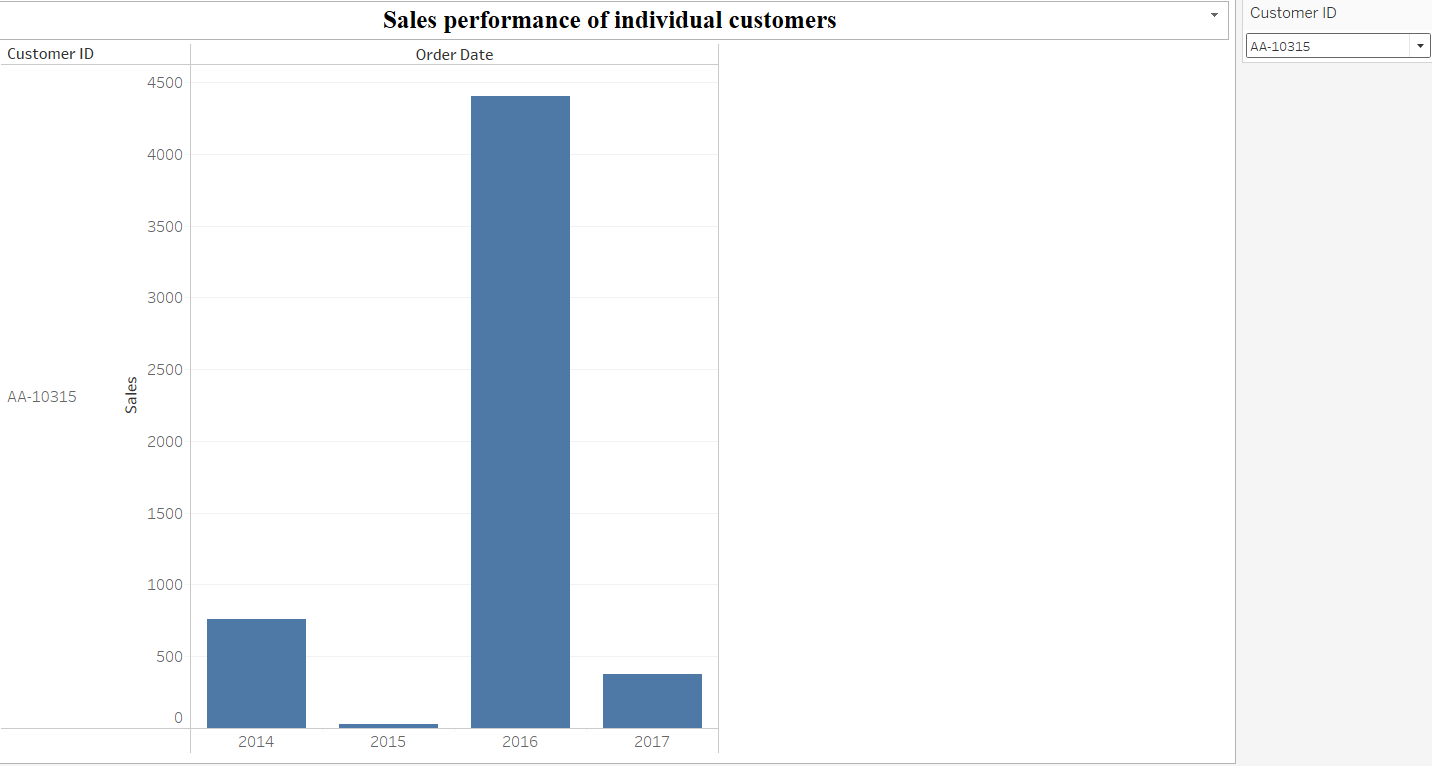 Sales performance of individual customers
Customer ID
AA-10315
Customer ID
Order Date
4500
4000
3500
3000
2500
2000
1500
1000
500
0
Sales
AA-10315
2014 2015 2016 2017